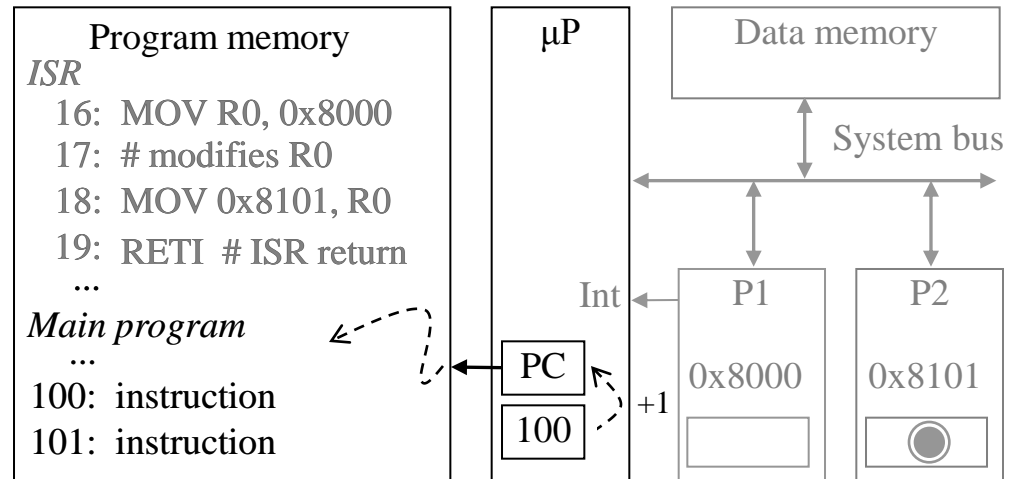 Program memory
ISR
16: MOV R0, 0x8000
17: # modifies R0
18: MOV 0x8101, R0
19: RETI # ISR return
...
Main program
...
100: instruction
101: instruction
μP
Int
PC
100
+1
Data memory
System bus
P1
0x8000
P2
0x8101